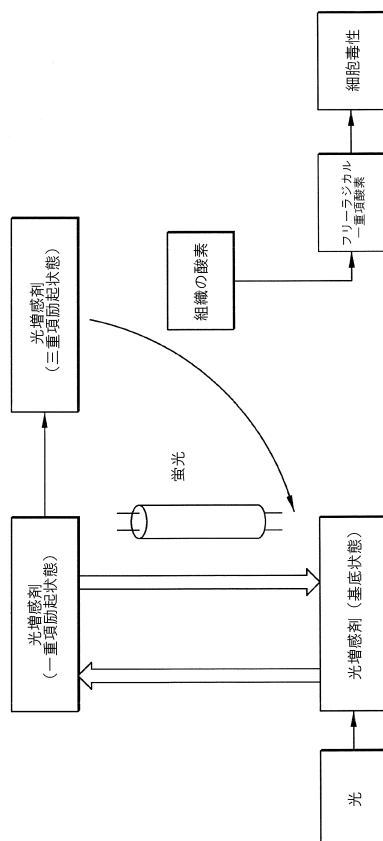 光
光増感剤（基底状態）
光増感剤
（一重項励起状態）
蛍光
光増感剤
（三重項励起状態）
組織の酸素
フリーラジカル
一重項酸素
細胞毒性